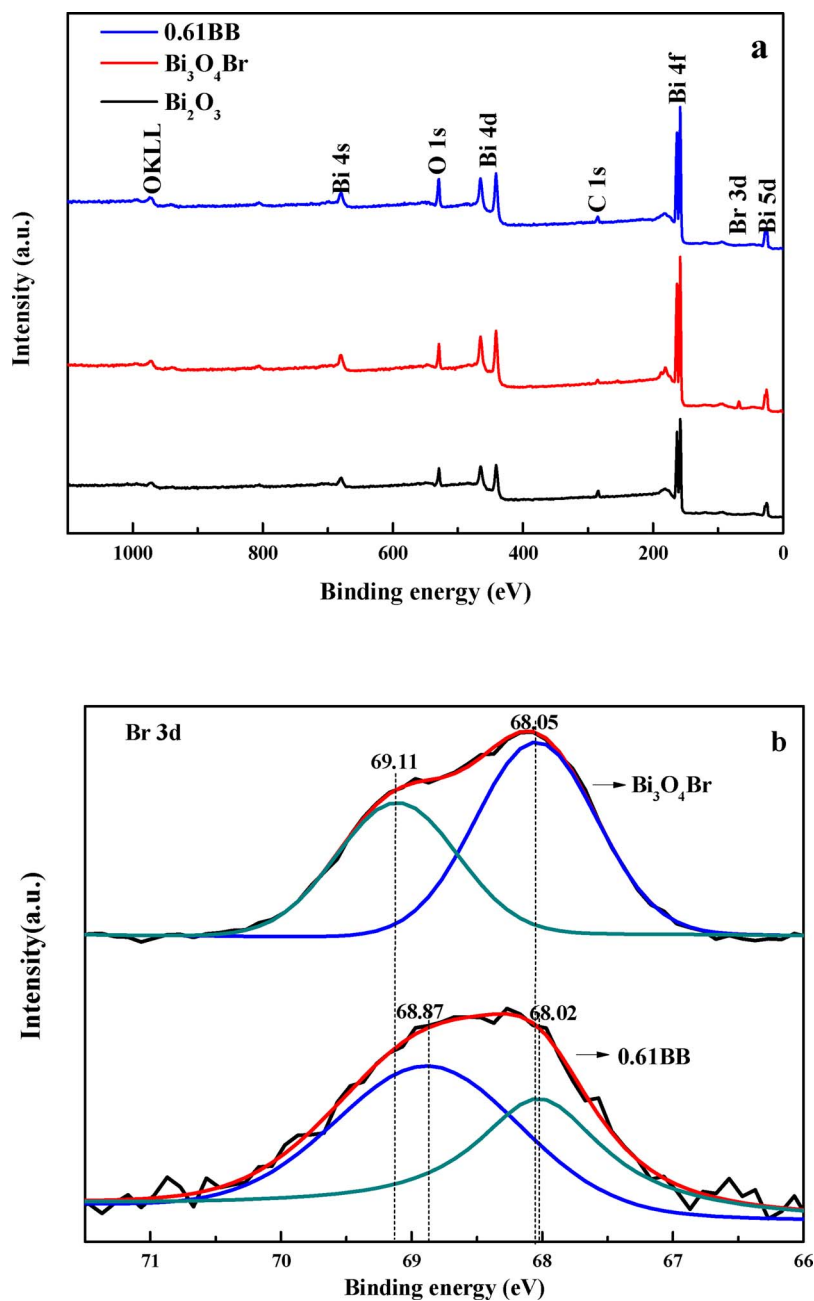 0.61BB
Bi₃O₄Br
Bi₂O₃
a
OKLL
Bi 4s
O 1s
Bi 4d
C 1s
Bi 4f
Br 3d
Bi 5d
Intensity (a.u.)
1000 800 600 400 200 0
Binding energy (eV)
Br 3d
b
68.05
69.11
Bi₃O₄Br
68.87 68.02
0.61BB
Intensity(a.u.)
71 70 69 68 67 66
Binding energy (eV)